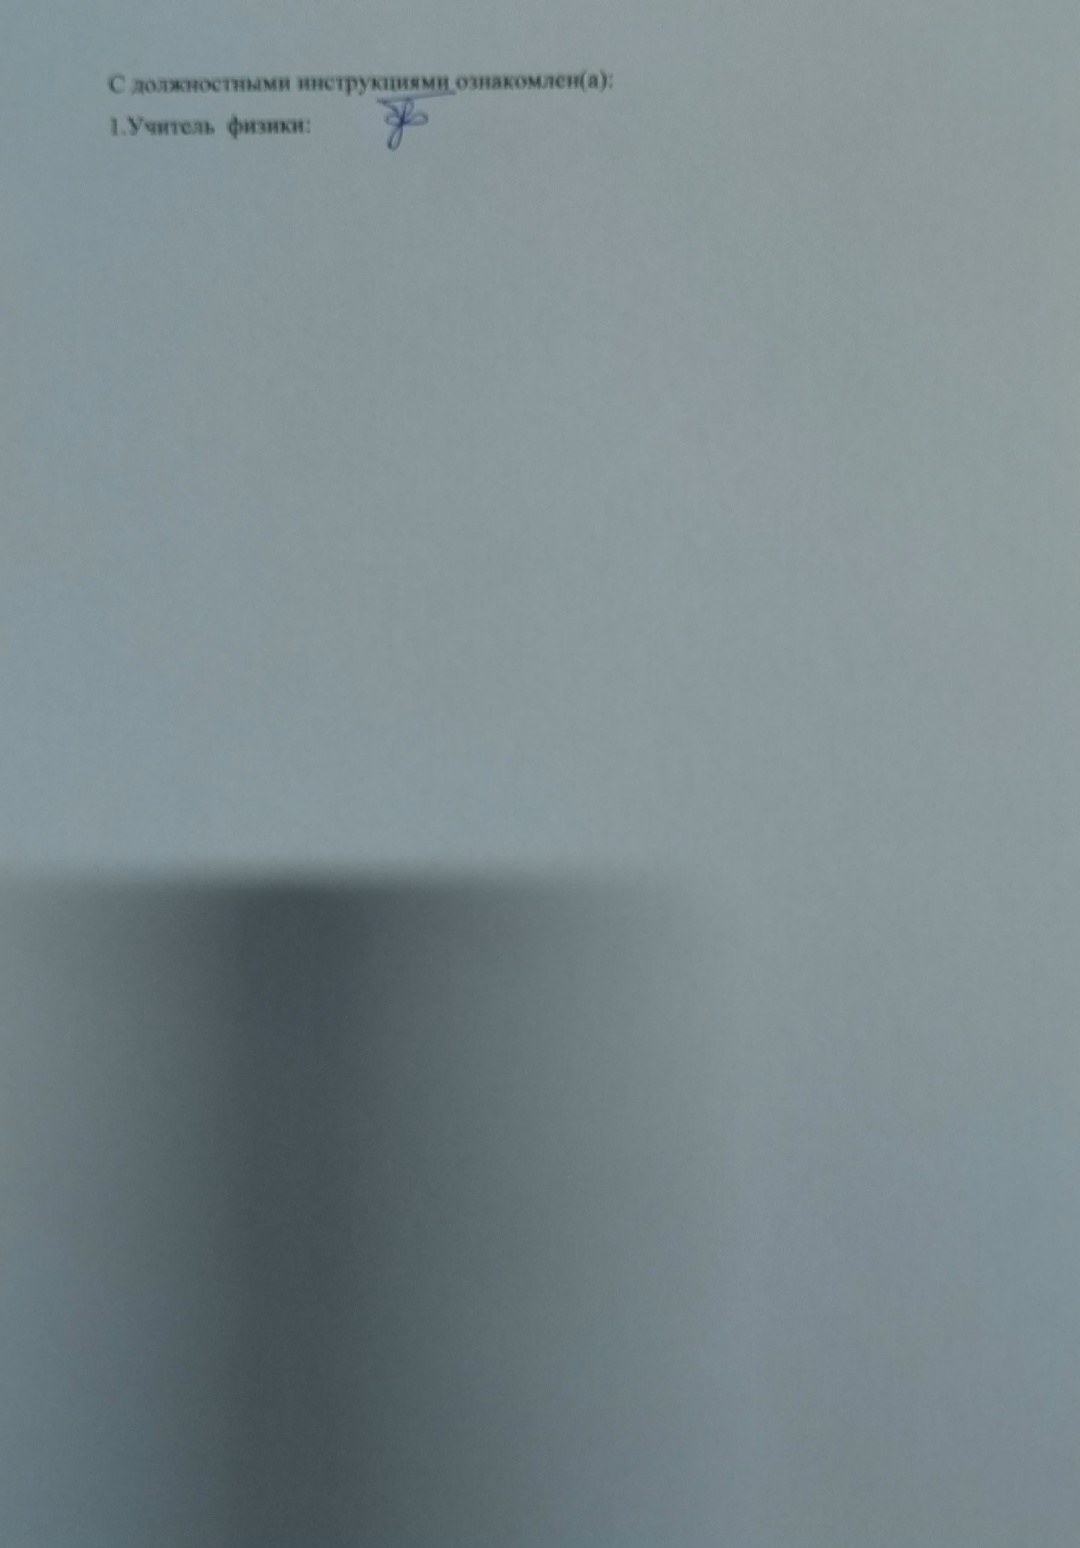 С должностными инструкциями ознакомлен(а):
1.Учитель физики: